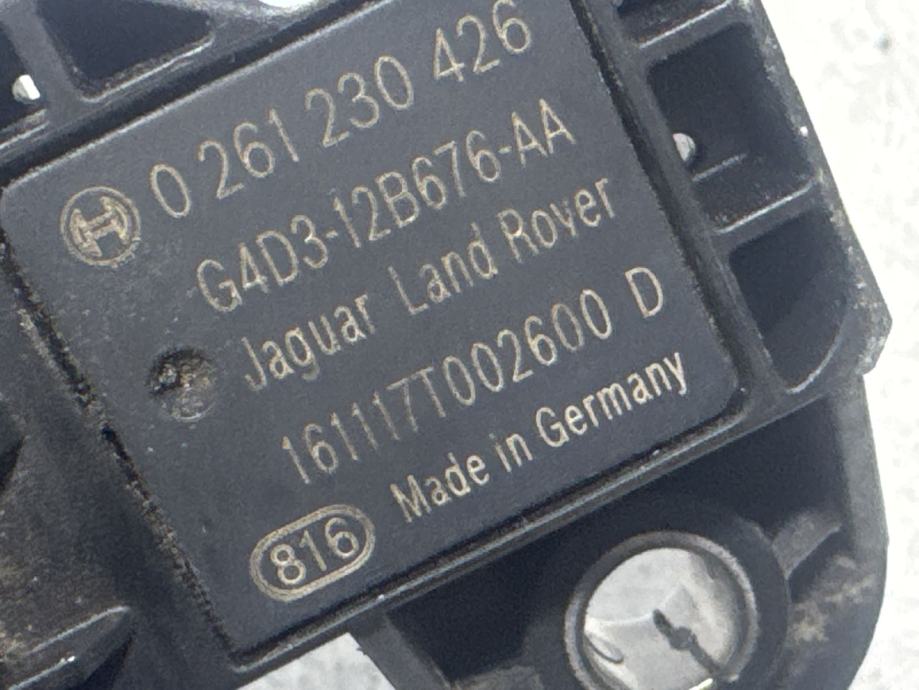 0 261 230 426
G4D3-12B676-AA
Jaguar Land Rover
161117T002600 D
Made in Germany
816